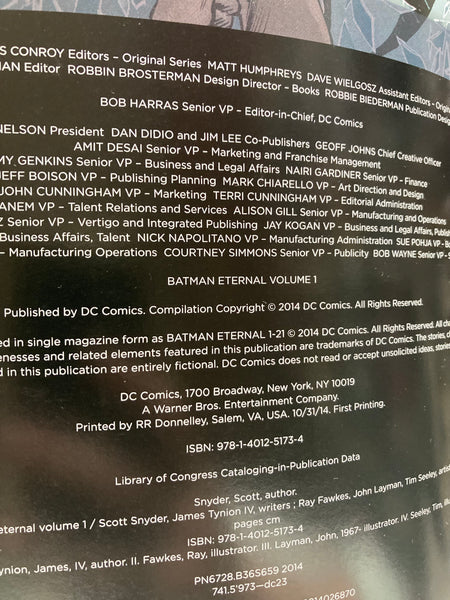 S CONROY Editors – Original Series MATT HUMPHREYS DAVE WIELGOSZ Assistant Editors -
Editor ROBBIN BROSTERMAN Design Director – Books ROBBIE BIEDERMAN Publication
BOB HARRAS Senior VP – Editor-in-Chief, DC Comics
NELSON President DAN DIDIO and JIM LEE Co-Publishers GEOFF JOHNS Chief Creative Officer
AMIT DESAI Senior VP – Marketing and Franchise Management
MY GENKINS Senior VP – Business and Legal Affairs NAIRI GARDINER Senior VP – Finance
JEFF BOISON VP – Publishing Planning MARK CHIARELLO VP – Art Direction and Design
JOHN CUNNINGHAM VP – Marketing TERRI CUNNINGHAM VP – Editorial Administration
ANEM VP – Talent Relations and Services ALISON GILL Senior VP – Manufacturing and Operations
Z Senior VP – Vertigo and Integrated Publishing JAY KOGAN VP – Business and Legal Affairs,
Business Affairs, Talent NICK NAPOLITANO VP – Manufacturing Administration SUE POHJA VP –
– Manufacturing Operations COURTNEY SIMMONS Senior VP – Publicity BOB WAYNE Senior VP –
BATMAN ETERNAL VOLUME 1
Published by DC Comics. Compilation Copyright © 2014 DC Comics. All Rights Reserved.
ed in single magazine form as BATMAN ETERNAL 1-21 © 2014 DC Comics. All Rights Reserved. All
enesses and related elements featured in this publication are trademarks of DC Comics. The stories,
d in this publication are entirely fictional. DC Comics does not read or accept unsolicited ideas,
DC Comics, 1700 Broadway, New York, NY 10019
A Warner Bros. Entertainment Company.
Printed by RR Donnelley, Salem, VA, USA. 10/31/14. First Printing.
ISBN: 978-1-4012-5173-4
Library of Congress Cataloging-in-Publication Data
Snyder, Scott, author.
eternal volume 1 / Scott Snyder, James Tynion IV, writers ; Ray Fawkes, John Layman, Tim Seeley,
pages cm
ISBN: 978-1-4012-5173-4
ynion, James, IV, author. II. Fawkes, Ray, illustrator. III. Layman, John, 1967- illustrator. IV. Seeley, Tim,
PN6728.B36S659 2014
741.5'973—dc23
2014026870